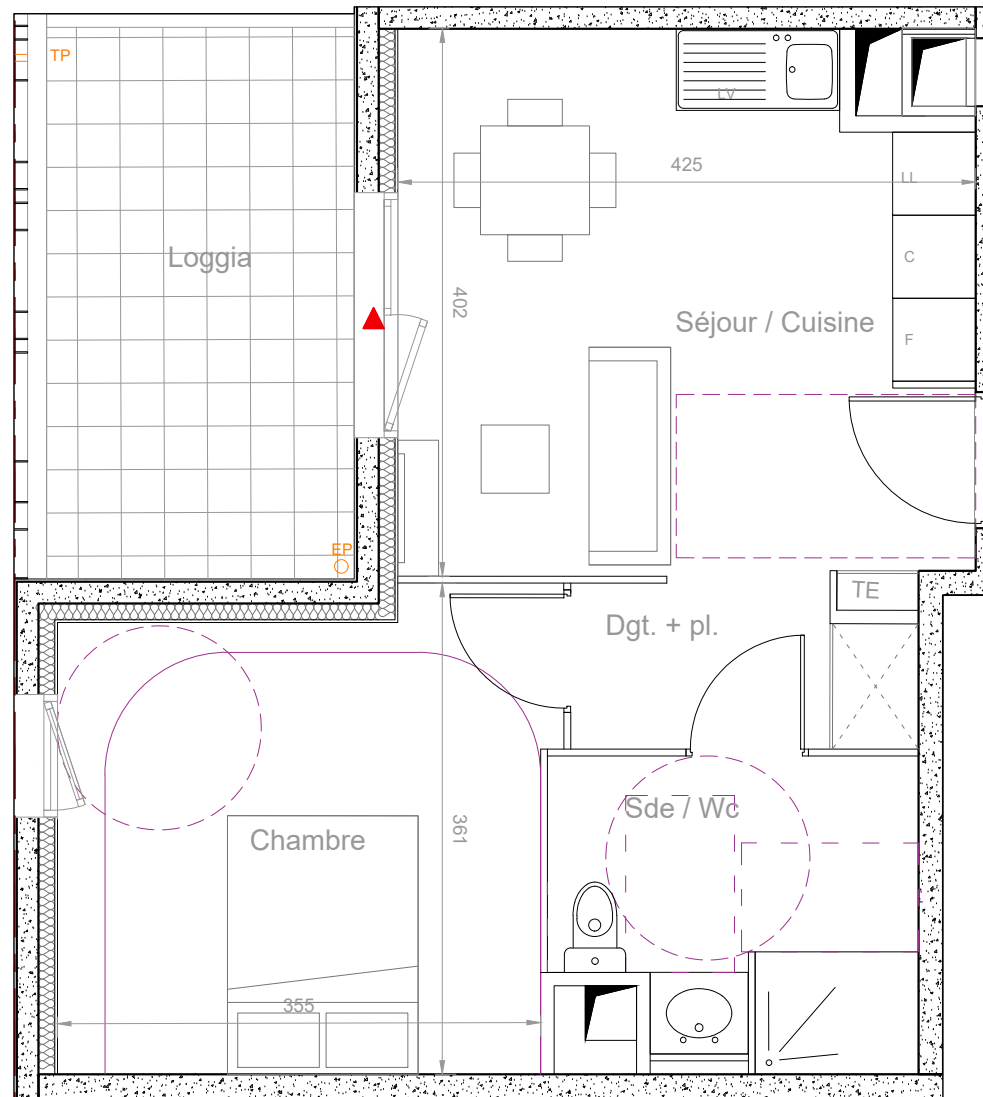 TP
LV
425
LL
Loggia
C
402
Séjour / Cuisine
F
EP
TE
Dgt. + pl.
Sde / Wc
Chambre
361
355